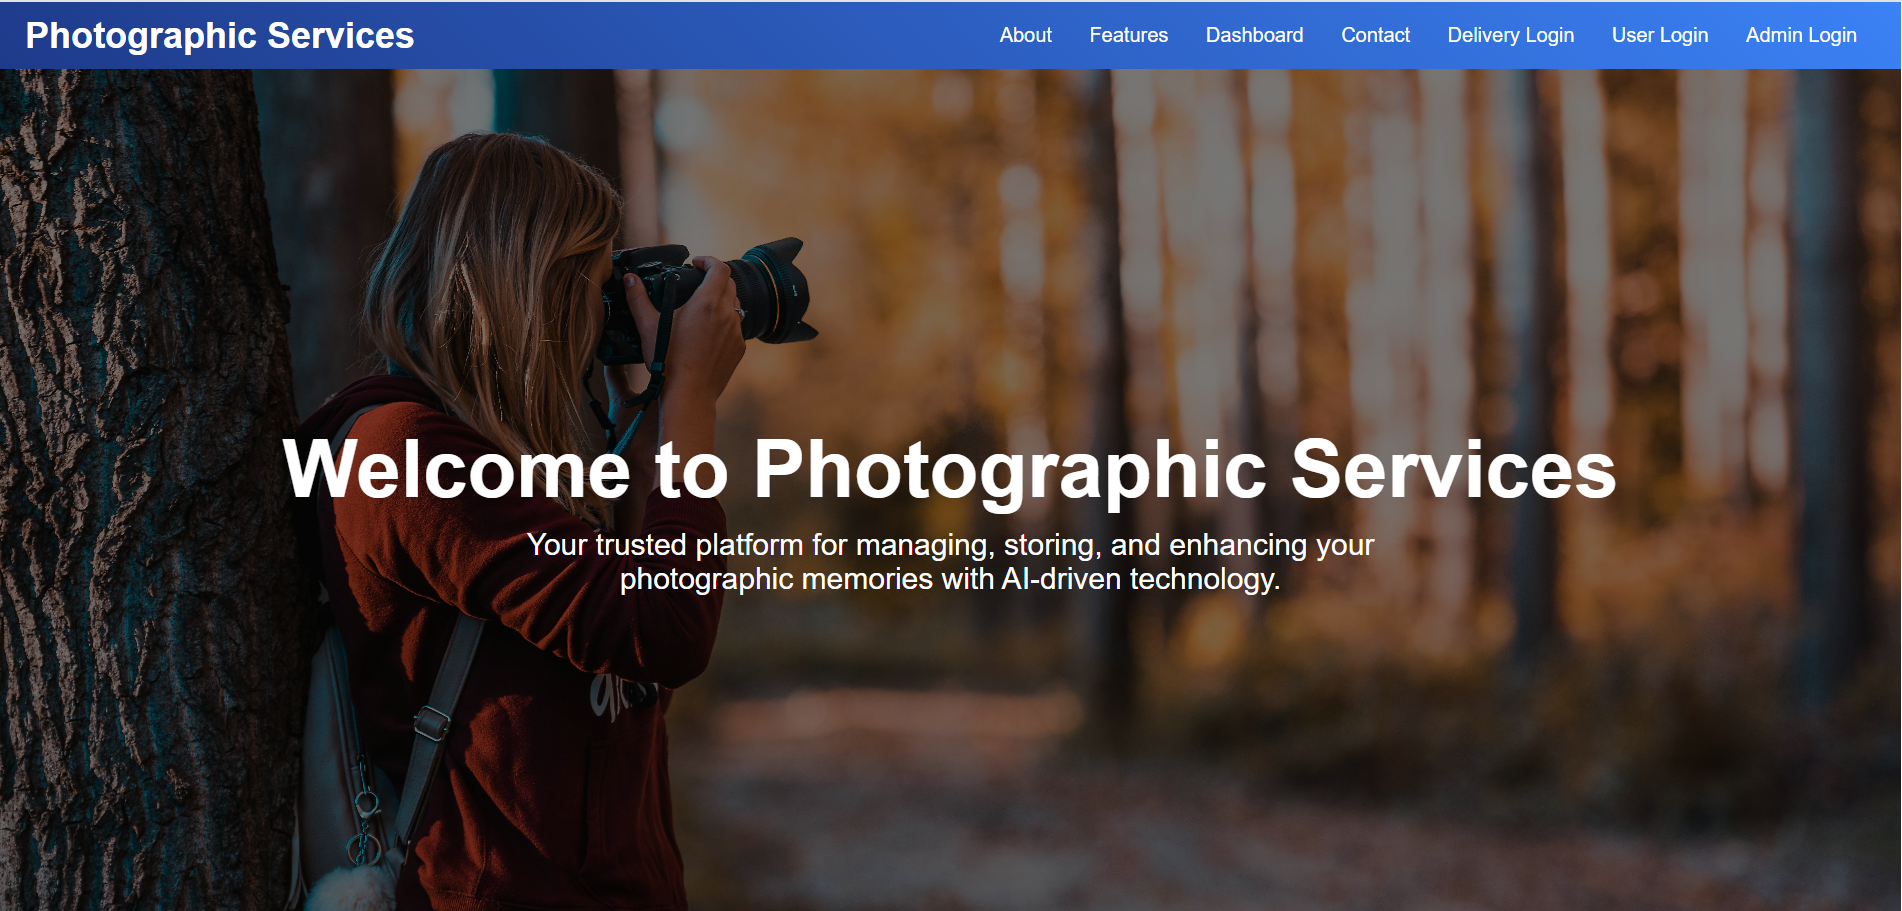 Photographic Services
About Features Dashboard Contact Delivery Login User Login Admin Login
Welcome to Photographic Services
Your trusted platform for managing, storing, and enhancing your
photographic memories with AI-driven technology.